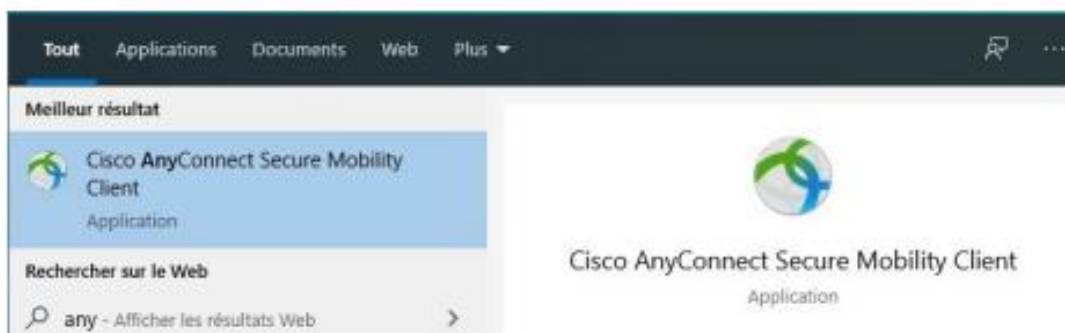 Tout Applications Documents Web Plus
Meilleur résultat
Cisco AnyConnect Secure Mobility
Client
Application
Rechercher sur le Web
any - Afficher les résultats Web
Cisco AnyConnect Secure Mobility Client
Application